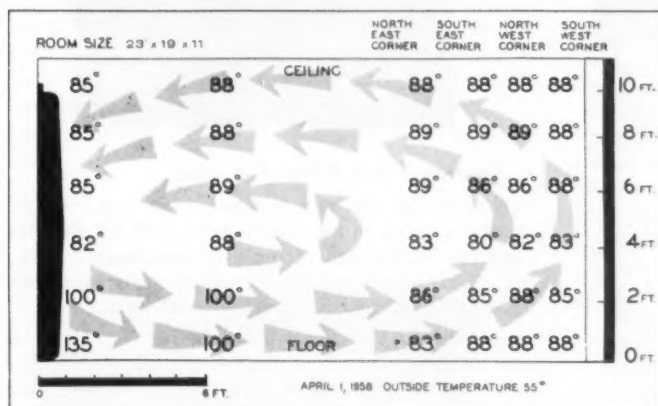 NORTH EAST CORNER SOUTH EAST CORNER NORTH WEST CORNER SOUTH WEST CORNER
ROOM SIZE 23' x 19' x 11'
CEILING
85° 88° 88° 88° 88° 88° 10 FT.
85° 88° 89° 89° 89° 88° 8 FT.
85° 89° 89° 86° 86° 88° 6 FT.
82° 88° 83° 80° 82° 83° 4 FT.
100° 100° 86° 85° 88° 85° 2 FT.
135° 100° FLOOR 83° 88° 88° 88° 0 FT.
0 6 FT.
APRIL 1, 1958 OUTSIDE TEMPERATURE 55°